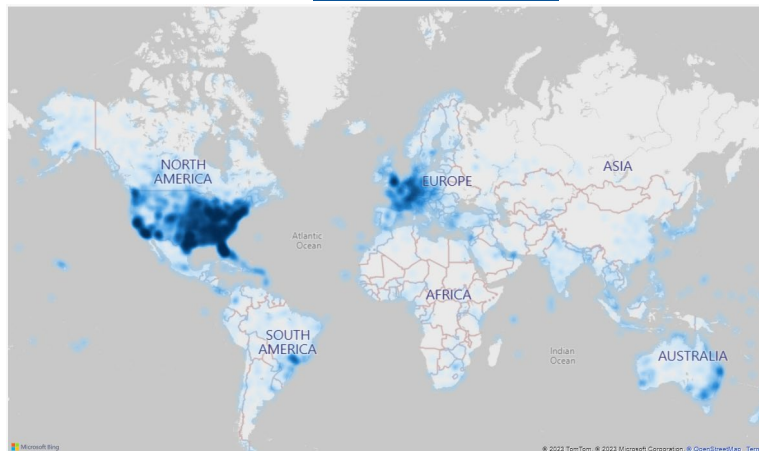 NORTH
AMERICA
EUROPE
ASIA
Atlantic
Ocean
AFRICA
SOUTH
AMERICA
Indian
Ocean
AUSTRALIA
Microsoft Bing
© 2023 TomTom, © 2023 Microsoft Corporation, © OpenStreetMap